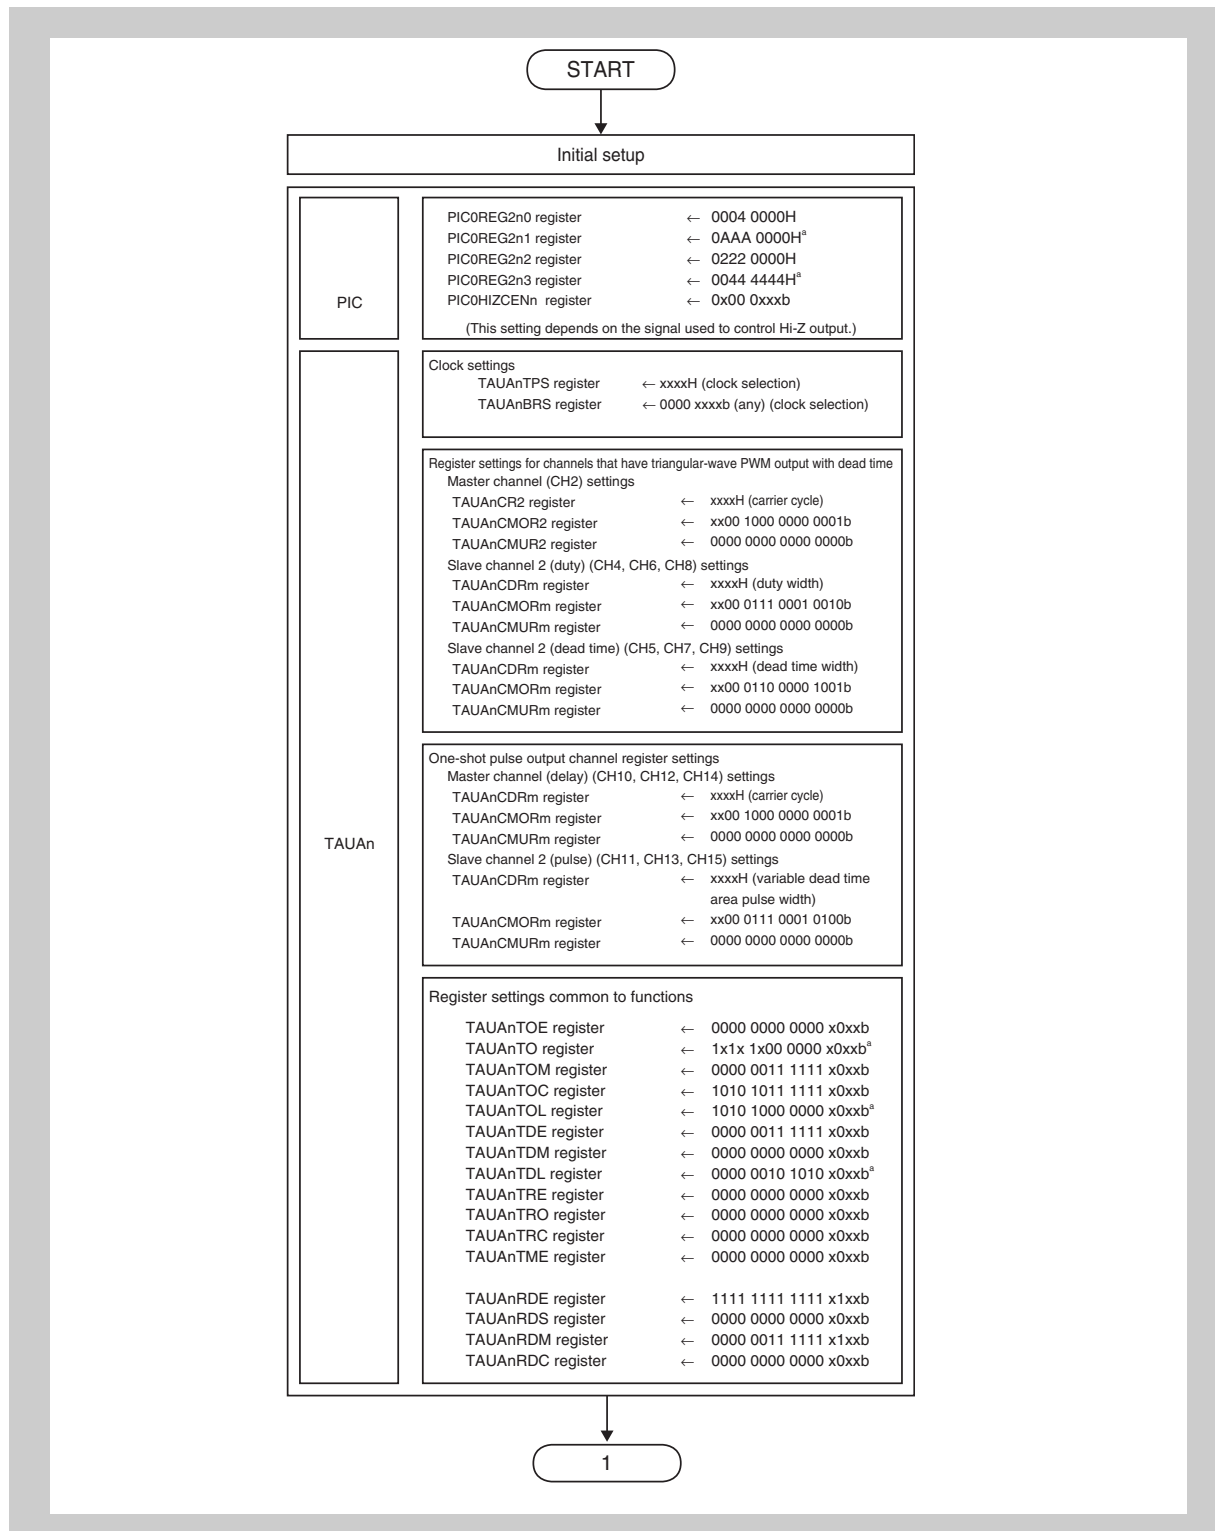 START
Initial setup
PIC
PIC0REG2n0 register ← 0004 0000H
PIC0REG2n1 register ← 0AAA 0000Hª
PIC0REG2n2 register ← 0222 0000H
PIC0REG2n3 register ← 0044 4444Hª
PIC0HIZCENn register ← 0x00 0xxxb
(This setting depends on the signal used to control Hi-Z output.)
TAUAn
Clock settings
TAUAnTPS register ← xxxxH (clock selection)
TAUAnBRS register ← 0000 xxxxb (any) (clock selection)
Register settings for channels that have triangular-wave PWM output with dead time
Master channel (CH2) settings
TAUAnCR2 register ← xxxxH (carrier cycle)
TAUAnCMOR2 register ← xx00 1000 0000 0001b
TAUAnCMUR2 register ← 0000 0000 0000 0000b
Slave channel 2 (duty) (CH4, CH6, CH8) settings
TAUAnCDRm register ← xxxxH (duty width)
TAUAnCMORm register ← xx00 0111 0001 0010b
TAUAnCMURm register ← 0000 0000 0000 0000b
Slave channel 2 (dead time) (CH5, CH7, CH9) settings
TAUAnCDRm register ← xxxxH (dead time width)
TAUAnCMORm register ← xx00 0110 0000 1001b
TAUAnCMURm register ← 0000 0000 0000 0000b
One-shot pulse output channel register settings
Master channel (delay) (CH10, CH12, CH14) settings
TAUAnCDRm register ← xxxxH (carrier cycle)
TAUAnCMORm register ← xx00 1000 0000 0001b
TAUAnCMURm register ← 0000 0000 0000 0000b
Slave channel 2 (pulse) (CH11, CH13, CH15) settings
TAUAnCDRm register ← xxxxH (variable dead time
area pulse width)
TAUAnCMORm register ← xx00 0111 0001 0100b
TAUAnCMURm register ← 0000 0000 0000 0000b
Register settings common to functions
TAUAnTOE register ← 0000 0000 0000 x0xxb
TAUAnTO register ← 1x1x 1x00 0000 x0xxbª
TAUAnTOM register ← 0000 0011 1111 x0xxb
TAUAnTOC register ← 1010 1011 1111 x0xxb
TAUAnTOL register ← 1010 1000 0000 x0xxbª
TAUAnTDE register ← 0000 0011 1111 x0xxb
TAUAnTDM register ← 0000 0000 0000 x0xxb
TAUAnTDL register ← 0000 0010 1010 x0xxbª
TAUAnTRE register ← 0000 0000 0000 x0xxb
TAUAnTRO register ← 0000 0000 0000 x0xxb
TAUAnTRC register ← 0000 0000 0000 x0xxb
TAUAnTME register ← 0000 0000 0000 x0xxb
TAUAnRDE register ← 1111 1111 1111 x1xxb
TAUAnRDS register ← 0000 0000 0000 x0xxb
TAUAnRDM register ← 0000 0011 1111 x1xxb
TAUAnRDC register ← 0000 0000 0000 x0xxb
1